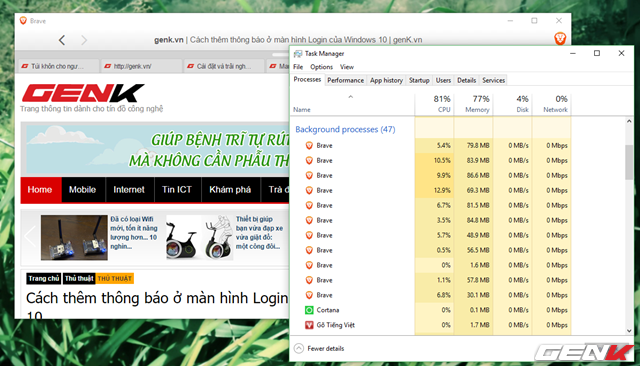 Brave
genK.vn | Cách thêm thông báo ở màn hình Login của Windows 10 | genK.vn
Túi khôn cho ngư...
http://genk.vn/
Cài đặt và trải ngh...
GENK
Trang thông tin dành cho tín đồ công nghệ
GIÚP BỆNH TRĨ TỰ RÚT
MÀ KHÔNG CẦN PHẪU TH
Home Mobile Internet Tin ICT Khám phá Trà đ
Đã có loại Wifi
mới, tốn ít năng
lượng hơn... 10
nghìn...
Thiết bị giúp
bạn vừa đạp xe
vừa giặt đồ:
một công đôi...
Trang chủ Thủ thuật THỦ THUẬT
Cách thêm thông báo ở màn hình Login
10
Task Manager
File Options View
Processes Performance App history Startup Users Details Services
81% 77% 4% 0%
Name CPU Memory Disk Network
Background processes (47)
Brave 5.4% 79.8 MB 0 MB/s 0 Mbps
Brave 10.5% 83.9 MB 0 MB/s 0 Mbps
Brave 9.9% 86.6 MB 0 MB/s 0 Mbps
Brave 12.9% 69.3 MB 0 MB/s 0 Mbps
Brave 6.7% 81.5 MB 0 MB/s 0 Mbps
Brave 3.5% 84.8 MB 0 MB/s 0 Mbps
Brave 5.7% 48.9 MB 0 MB/s 0 Mbps
Brave 0.5% 56.5 MB 0 MB/s 0 Mbps
Brave 0% 1.6 MB 0 MB/s 0 Mbps
Brave 1.1% 57.8 MB 0 MB/s 0 Mbps
Brave 6.8% 30.1 MB 0 MB/s 0 Mbps
Cortana 0% 0.1 MB 0 MB/s 0 Mbps
Gõ Tiếng Việt 0% 1.7 MB 0 MB/s 0 Mbps
Fewer details
GENK